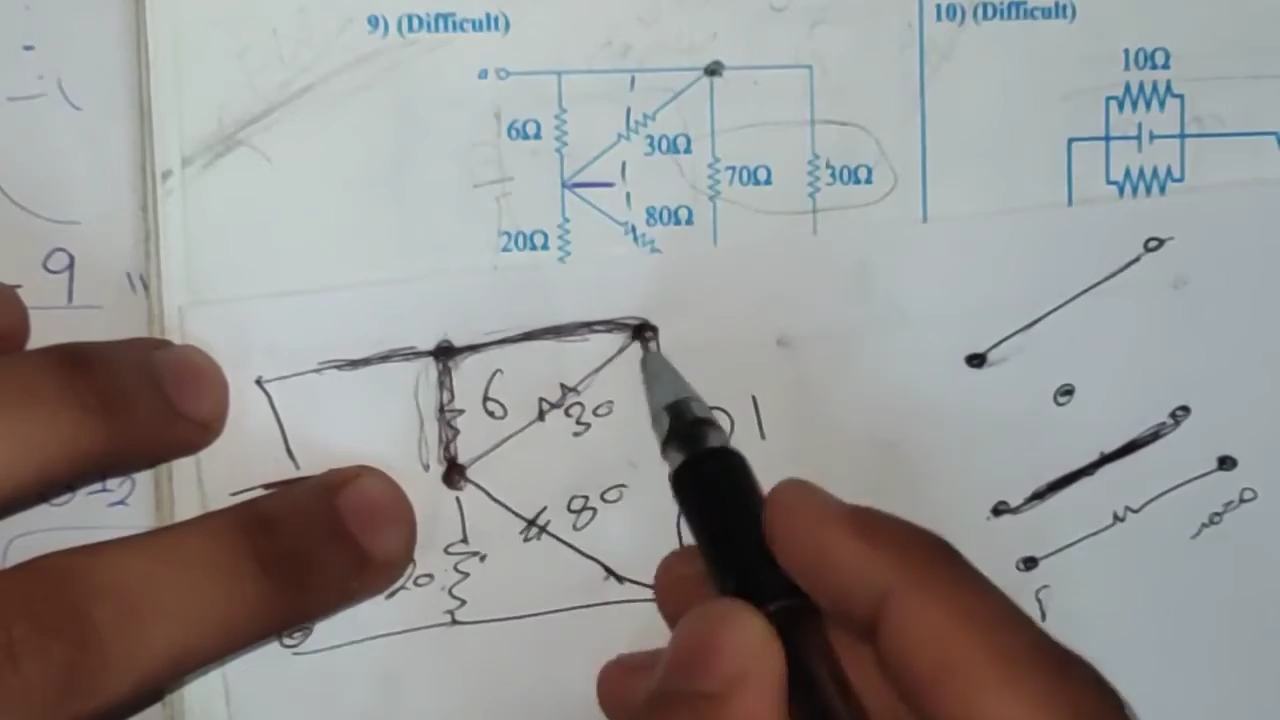 9) (Difficult)
10) (Difficult)
10Ω
a
6Ω
30Ω
70Ω
30Ω
80Ω
20Ω
9 "
6
30
80
20